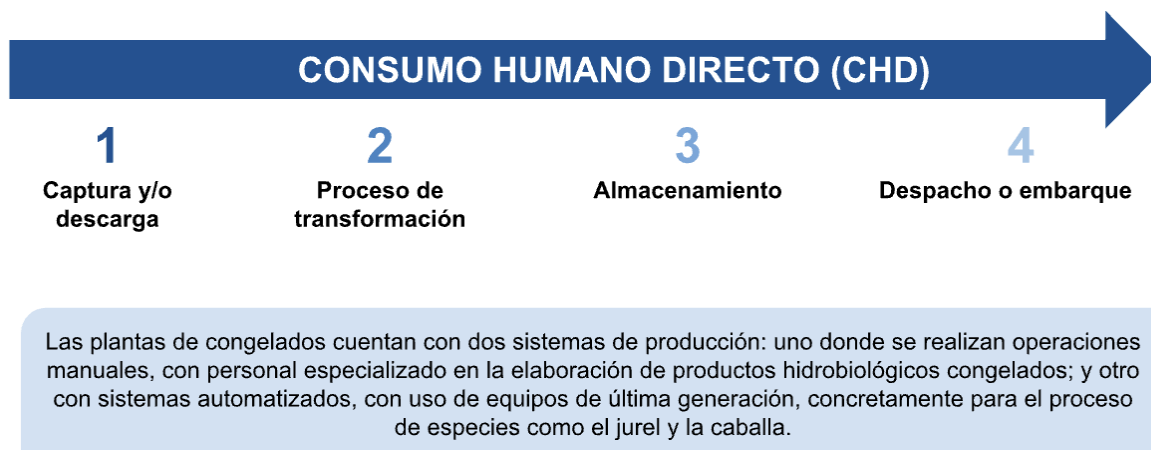 CONSUMO HUMANO DIRECTO (CHD)
1
Captura y/o
descarga
2
Proceso de
transformación
3
Almacenamiento
4
Despacho o embarque
Las plantas de congelados cuentan con dos sistemas de producción: uno donde se realizan operaciones
manuales, con personal especializado en la elaboración de productos hidrobiológicos congelados; y otro
con sistemas automatizados, con uso de equipos de última generación, concretamente para el proceso
de especies como el jurel y la caballa.